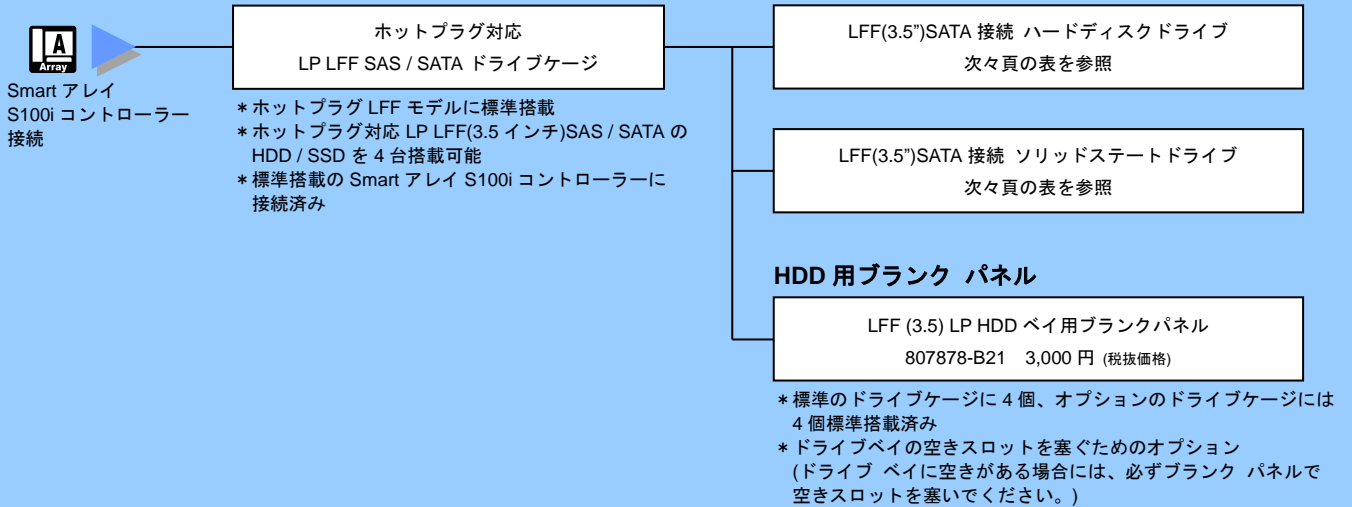 A
Array
Smart アレイ
S100i コントローラー
接続
ホットプラグ対応
LP LFF SAS / SATA ドライブケージ
＊ホットプラグ LFF モデルに標準搭載
＊ホットプラグ対応 LP LFF(3.5 インチ)SAS / SATA の
HDD / SSD を 4 台搭載可能
＊標準搭載の Smart アレイ S100i コントローラーに
接続済み
LFF(3.5”)SATA 接続 ハードディスクドライブ
次々頁の表を参照
LFF(3.5”)SATA 接続 ソリッドステートドライブ
次々頁の表を参照
HDD 用ブランク パネル
LFF (3.5) LP HDD ベイ用ブランクパネル
807878-B21 3,000 円 (税抜価格)
＊標準のドライブケージに 4 個、オプションのドライブケージには
4 個標準搭載済み
＊ドライブベイの空きスロットを塞ぐためのオプション
(ドライブ ベイに空きがある場合には、必ずブランク パネルで
空きスロットを塞いでください。)